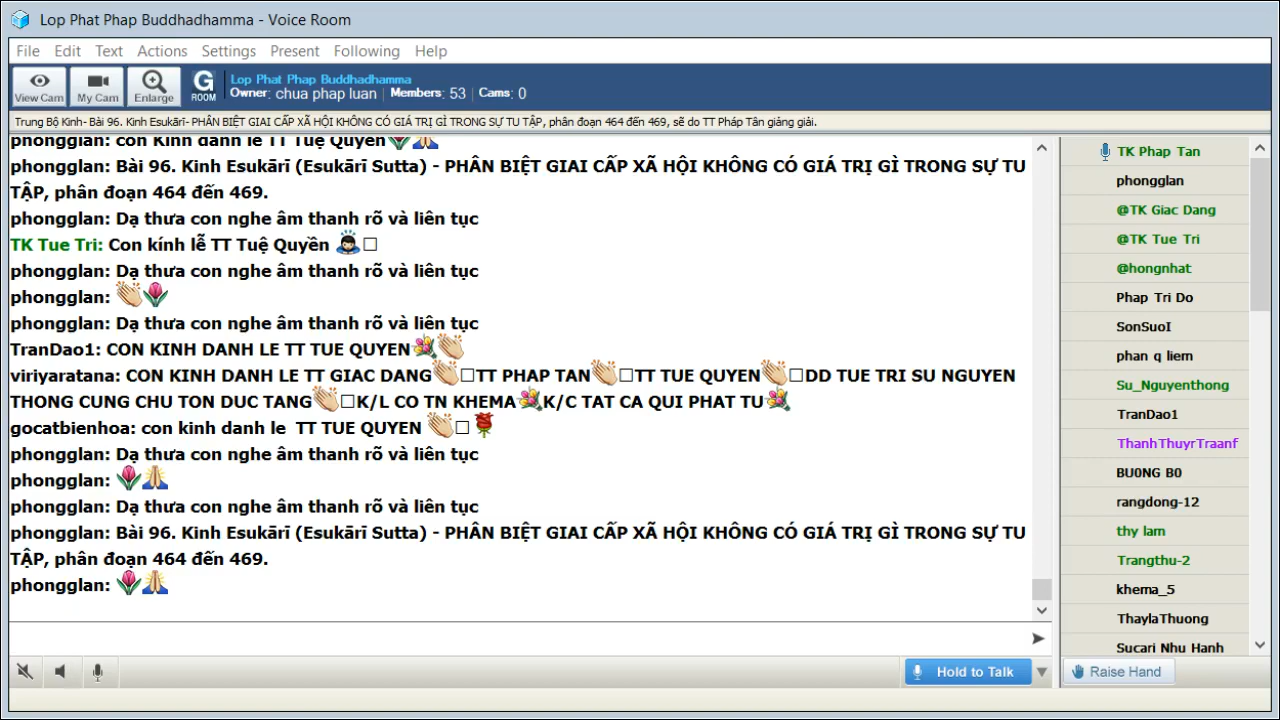 Lop Phat Phap Buddhadhamma - Voice Room
File Edit Text Actions Settings Present Following Help
View Cam My Cam Enlarge G ROOM
Lop Phat Phap Buddhadhamma
Owner: chua phap luan Members: 53 Cams: 0
Trung Bộ Kinh- Bài 96. Kinh Esukārī- PHÂN BIỆT GIAI CẤP XÃ HỘI KHÔNG CÓ GIÁ TRỊ GÌ TRONG SỰ TU TẬP, phân đoạn 464 đến 469, sẽ do TT Pháp Tân giảng giải.
phongglan: con Kinh danh lễ TT Tuệ Quyền
phongglan: Bài 96. Kinh Esukārī (Esukārī Sutta) - PHÂN BIỆT GIAI CẤP XÃ HỘI KHÔNG CÓ GIÁ TRỊ GÌ TRONG SỰ TU
TẬP, phân đoạn 464 đến 469.
phongglan: Dạ thưa con nghe âm thanh rõ và liên tục
TK Tue Tri: Con kính lễ TT Tuệ Quyền
phongglan: Dạ thưa con nghe âm thanh rõ và liên tục
phongglan:
phongglan: Dạ thưa con nghe âm thanh rõ và liên tục
TranDao1: CON KINH DANH LE TT TUE QUYEN
viriyaratana: CON KINH DANH LE TT GIAC DANG TT PHAP TAN TT TUE QUYEN DD TUE TRI SU NGUYEN
THONG CUNG CHU TON DUC TANG K/L CO TN KHEMA K/C TAT CA QUI PHAT TU
gocatbienhoa: con kinh danh le TT TUE QUYEN
phongglan: Dạ thưa con nghe âm thanh rõ và liên tục
phongglan:
phongglan: Dạ thưa con nghe âm thanh rõ và liên tục
phongglan: Bài 96. Kinh Esukārī (Esukārī Sutta) - PHÂN BIỆT GIAI CẤP XÃ HỘI KHÔNG CÓ GIÁ TRỊ GÌ TRONG SỰ TU
TẬP, phân đoạn 464 đến 469.
phongglan:
Hold to Talk
TK Phap Tan
phongglan
@TK Giac Dang
@TK Tue Tri
@hongnhat
Phap Tri Do
SonSuoI
phan q liem
Su_Nguyenthong
TranDao1
ThanhThuyrTraanf
BU0NG B0
rangdong-12
thy lam
Trangthu-2
khema_5
ThaylaThuong
Sucari Nhu Hanh
Raise Hand